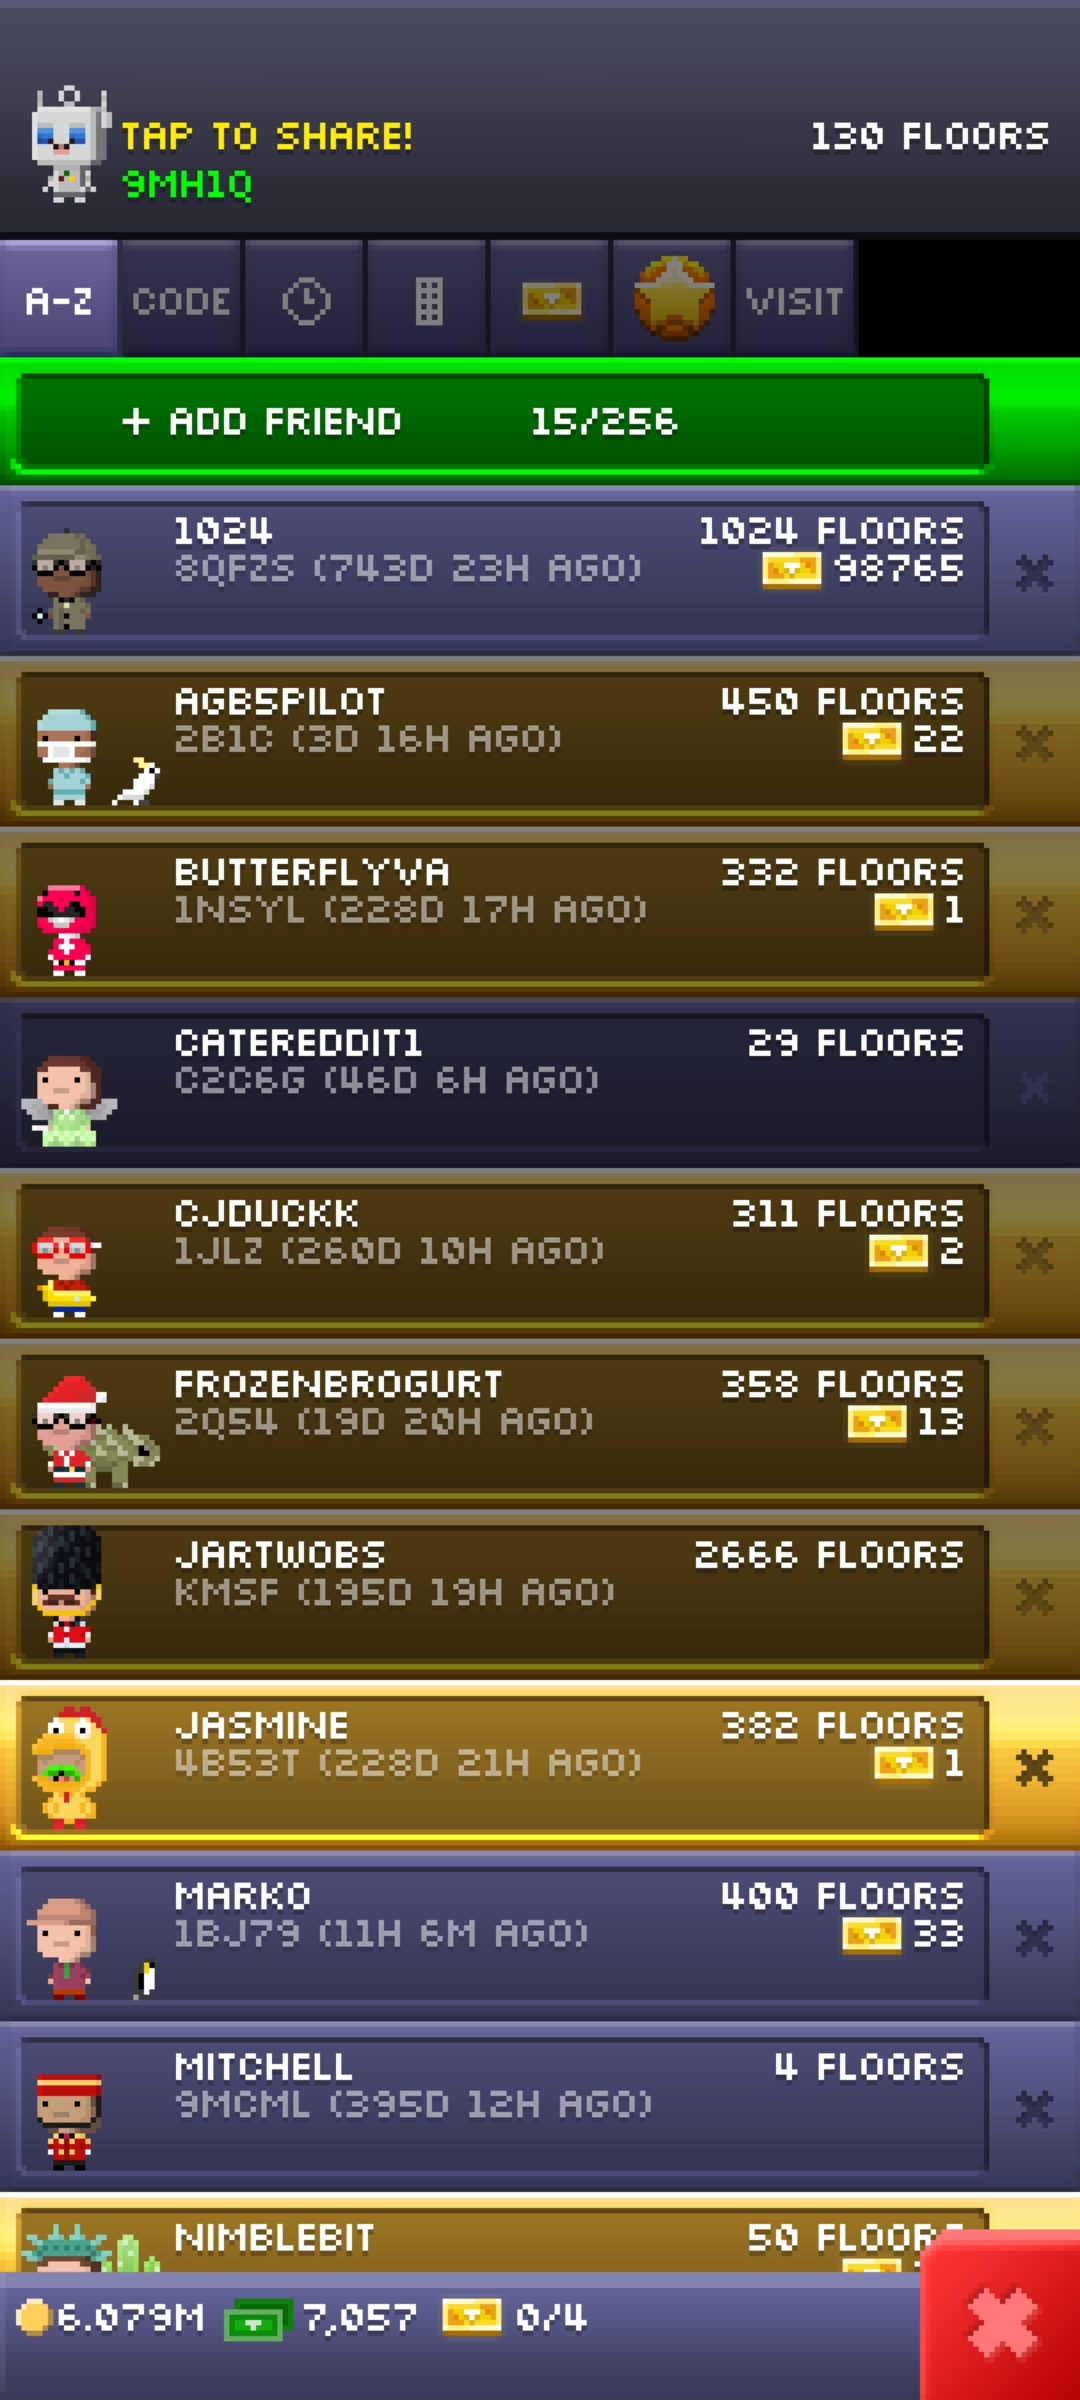 TAP TO SHARE!
130 FLOORS
9MH1Q
A-Z CODE VISIT
+ ADD FRIEND 15/256
1024 1024 FLOORS
8QFZS (743D 23H AGO) 98765
AGB5PILOT 450 FLOORS
2B1C (3D 16H AGO) 22
BUTTERFLYVA 332 FLOORS
1NSYL (228D 17H AGO) 1
CATEREDDIT1 29 FLOORS
C2C6G (46D 6H AGO)
CJDUCKK 311 FLOORS
1JLZ (260D 10H AGO) 2
FROZENBROGURT 358 FLOORS
2Q54 (19D 20H AGO) 13
JARTWOBS 2666 FLOORS
KMSF (195D 19H AGO)
JASMINE 382 FLOORS
4B53T (228D 21H AGO) 1
MARKO 400 FLOORS
1BJ79 (11H 6M AGO) 33
MITCHELL 4 FLOORS
9MCML (395D 12H AGO)
NIMBLEBIT 50 FLOORS
6.079M 7,057 0/4